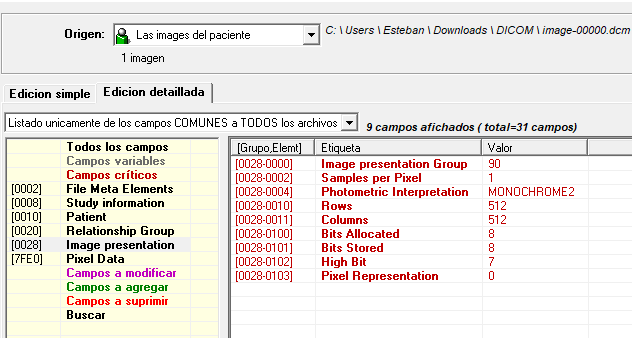 Origen: Las images del paciente C: \ Users \ Esteban \ Downloads \ DICOM \ image-00000.dcm
1 imagen
Edicion simple Edicion detaillada
Listado unicamente de los campos COMUNES a TODOS los archivos 9 campos afichados ( total=31 campos)
Todos los campos
Campos variables
Campos críticos
[0002] File Meta Elements
[0008] Study information
[0010] Patient
[0020] Relationship Group
[0028] Image presentation
[7FE0] Pixel Data
Campos a modificar
Campos a agregar
Campos a suprimir
Buscar
[Grupo,Elemt] Etiqueta Valor
[0028-0000] Image presentation Group 90
[0028-0002] Samples per Pixel 1
[0028-0004] Photometric Interpretation MONOCHROME2
[0028-0010] Rows 512
[0028-0011] Columns 512
[0028-0100] Bits Allocated 8
[0028-0101] Bits Stored 8
[0028-0102] High Bit 7
[0028-0103] Pixel Representation 0